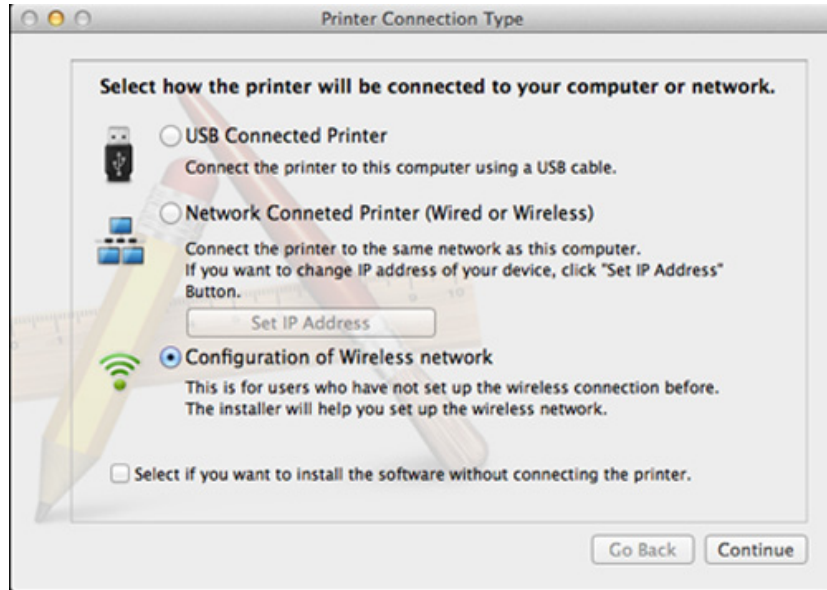 Printer Connection Type
Select how the printer will be connected to your computer or network.
USB Connected Printer
Connect the printer to this computer using a USB cable.
Network Conneted Printer (Wired or Wireless)
Connect the printer to the same network as this computer.
If you want to change IP address of your device, click "Set IP Address"
Button.
Set IP Address
Configuration of Wireless network
This is for users who have not set up the wireless connection before.
The installer will help you set up the wireless network.
Select if you want to install the software without connecting the printer.
Go Back Continue